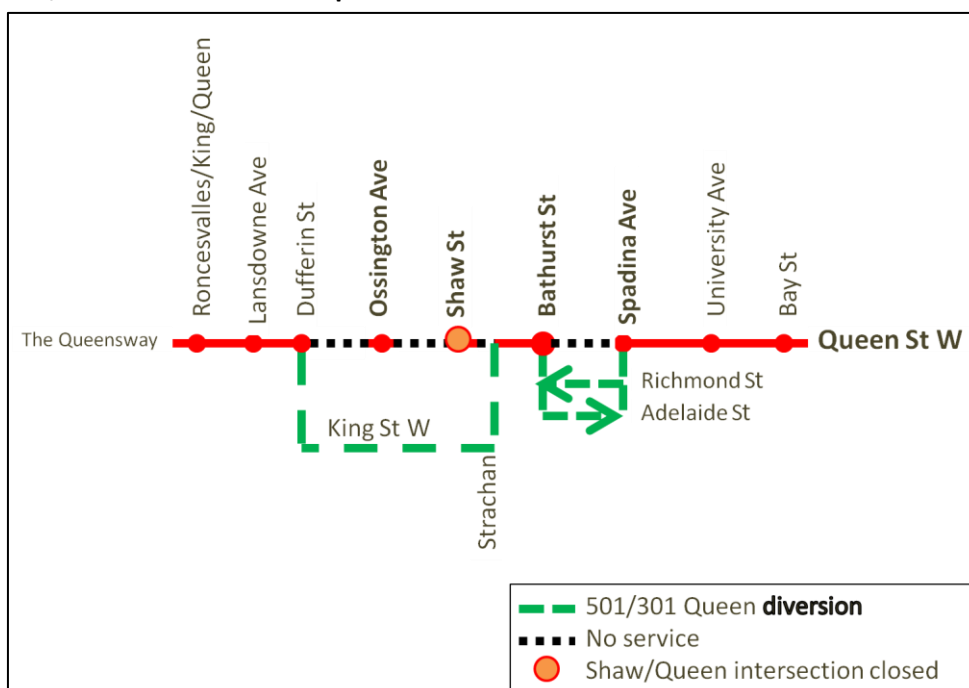 Roncesvalles/King/Queen
Lansdowne Ave
Dufferin St
Ossington Ave
Shaw St
Bathurst St
Spadina Ave
University Ave
Bay St
The Queensway
Queen St W
Richmond St
Adelaide St
King St W
Strachan
501/301 Queen diversion
No service
Shaw/Queen intersection closed